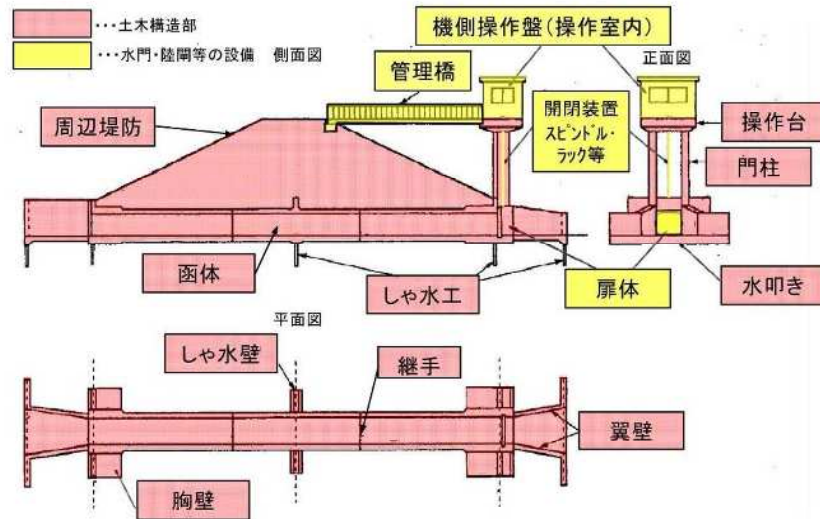 ・・・土木構造部
・・・水門・陸閘等の設備　側面図
機側操作盤(操作室内)
正面図
管理橋
周辺堤防
開閉装置
スピンドル・
ラック等
操作台
門柱
函体
しゃ水工
扉体
水叩き
平面図
しゃ水壁
継手
翼壁
胸壁